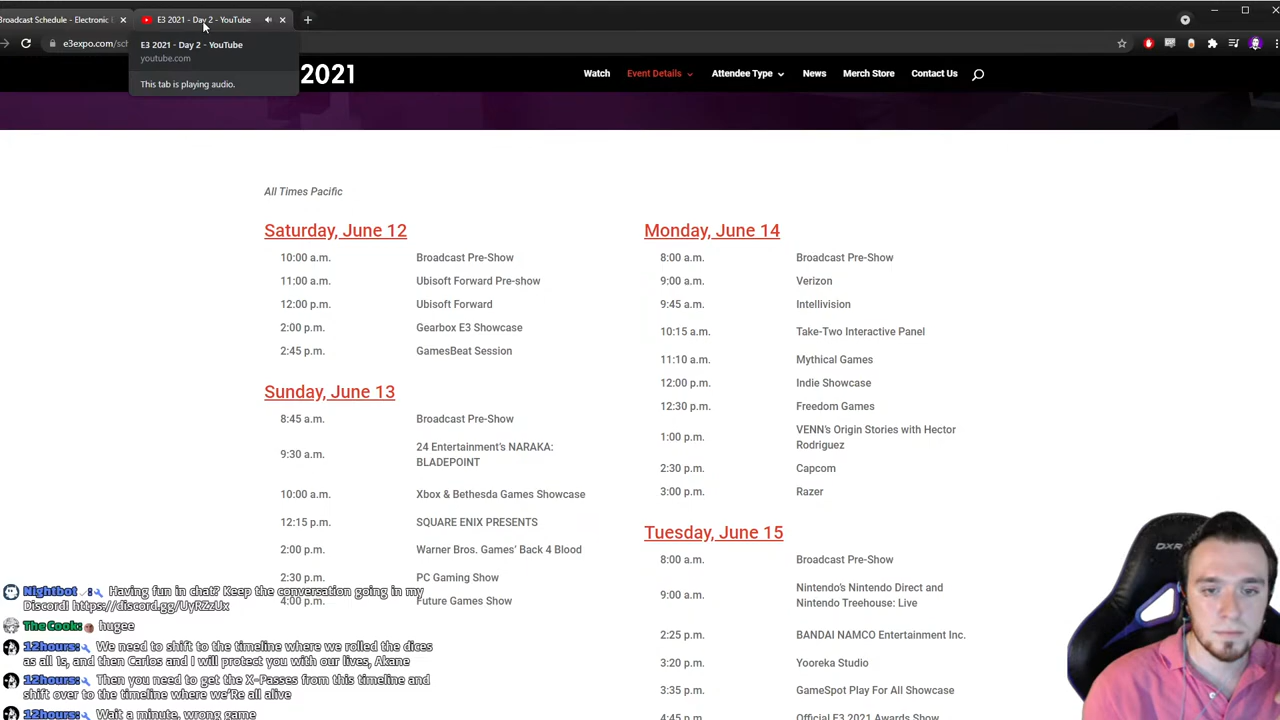 Broadcast Schedule - Electronic E
E3 2021 - Day 2 - YouTube
e3expo.com/sch
E3 2021 - Day 2 - YouTube
youtube.com
This tab is playing audio.
2021
Watch
Event Details
Attendee Type
News
Merch Store
Contact Us
All Times Pacific
Saturday, June 12
10:00 a.m. Broadcast Pre-Show
11:00 a.m. Ubisoft Forward Pre-show
12:00 p.m. Ubisoft Forward
2:00 p.m. Gearbox E3 Showcase
2:45 p.m. GamesBeat Session
Sunday, June 13
8:45 a.m. Broadcast Pre-Show
9:30 a.m. 24 Entertainment's NARAKA:
BLADEPOINT
10:00 a.m. Xbox & Bethesda Games Showcase
12:15 p.m. SQUARE ENIX PRESENTS
2:00 p.m. Warner Bros. Games' Back 4 Blood
2:30 p.m. PC Gaming Show
4:00 p.m. Future Games Show
Monday, June 14
8:00 a.m. Broadcast Pre-Show
9:00 a.m. Verizon
9:45 a.m. Intellivision
10:15 a.m. Take-Two Interactive Panel
11:10 a.m. Mythical Games
12:00 p.m. Indie Showcase
12:30 p.m. Freedom Games
1:00 p.m. VENN's Origin Stories with Hector
Rodriguez
2:30 p.m. Capcom
3:00 p.m. Razer
Tuesday, June 15
8:00 a.m. Broadcast Pre-Show
9:00 a.m. Nintendo's Nintendo Direct and
Nintendo Treehouse: Live
2:25 p.m. BANDAI NAMCO Entertainment Inc.
3:20 p.m. Yooreka Studio
3:35 p.m. GameSpot Play For All Showcase
4:45 p.m. Official E3 2021 Awards Show
Nightbot: Having fun in chat? Keep the conversation going in my
Discord! https://discord.gg/UyRZzUx
The Cook: hugee
12hours: We need to shift to the timeline where we rolled the dices
as all 1s, and then Carlos and I will protect you with our lives, Akane
12hours: Then you need to get the X-Passes from this timeline and
shift over to the timeline where we'Re all alive
12hours: Wait a minute, wrong game
DXR